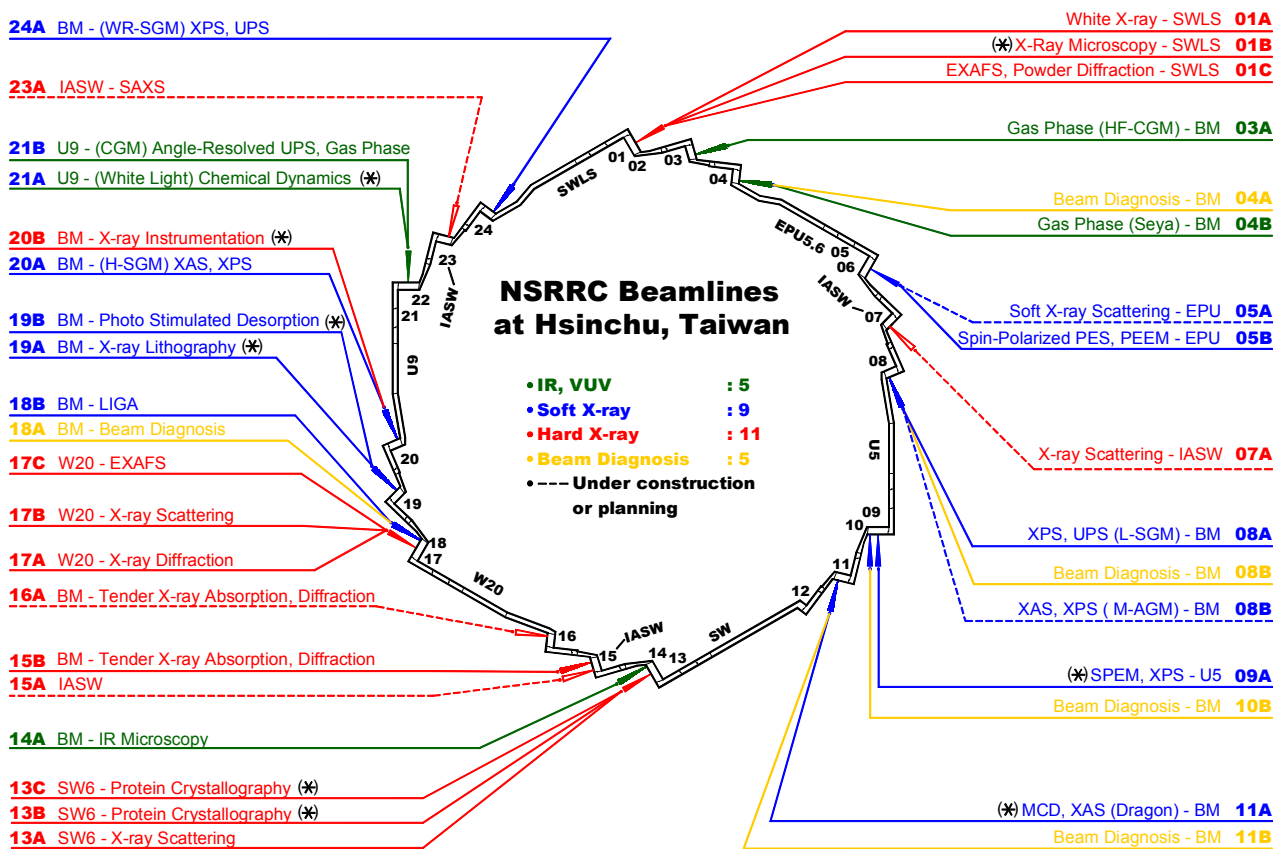 24A BM - (WR-SGM) XPS, UPS
23A IASW - SAXS
21B U9 - (CGM) Angle-Resolved UPS, Gas Phase
21A U9 - (White Light) Chemical Dynamics (*)
20B BM - X-ray Instrumentation (*)
20A BM - (H-SGM) XAS, XPS
19B BM - Photo Stimulated Desorption (*)
19A BM - X-ray Lithography (*)
18B BM - LIGA
18A BM - Beam Diagnosis
17C W20 - EXAFS
17B W20 - X-ray Scattering
17A W20 - X-ray Diffraction
16A BM - Tender X-ray Absorption, Diffraction
15B BM - Tender X-ray Absorption, Diffraction
15A IASW
14A BM - IR Microscopy
13C SW6 - Protein Crystallography (*)
13B SW6 - Protein Crystallography (*)
13A SW6 - X-ray Scattering
White X-ray - SWLS 01A
(*) X-Ray Microscopy - SWLS 01B
EXAFS, Powder Diffraction - SWLS 01C
Gas Phase (HF-CGM) - BM 03A
Beam Diagnosis - BM 04A
Gas Phase (Seya) - BM 04B
Soft X-ray Scattering - EPU 05A
Spin-Polarized PES, PEEM - EPU 05B
X-ray Scattering - IASW 07A
XPS, UPS (L-SGM) - BM 08A
Beam Diagnosis - BM 08B
XAS, XPS ( M-AGM) - BM 08B
(*) SPEM, XPS - U5 09A
Beam Diagnosis - BM 10B
(*) MCD, XAS (Dragon) - BM 11A
Beam Diagnosis - BM 11B
SWLS
01
02
03
04
EPU5.6
05
06
IASW
07
08
U5
09
10
11
12
SW
13
14
IASW
15
16
W20
17
18
19
20
U9
21
22
IASW
23
24
NSRRC Beamlines
at Hsinchu, Taiwan
• IR, VUV : 5
• Soft X-ray : 9
• Hard X-ray : 11
• Beam Diagnosis : 5
• --- Under construction
or planning